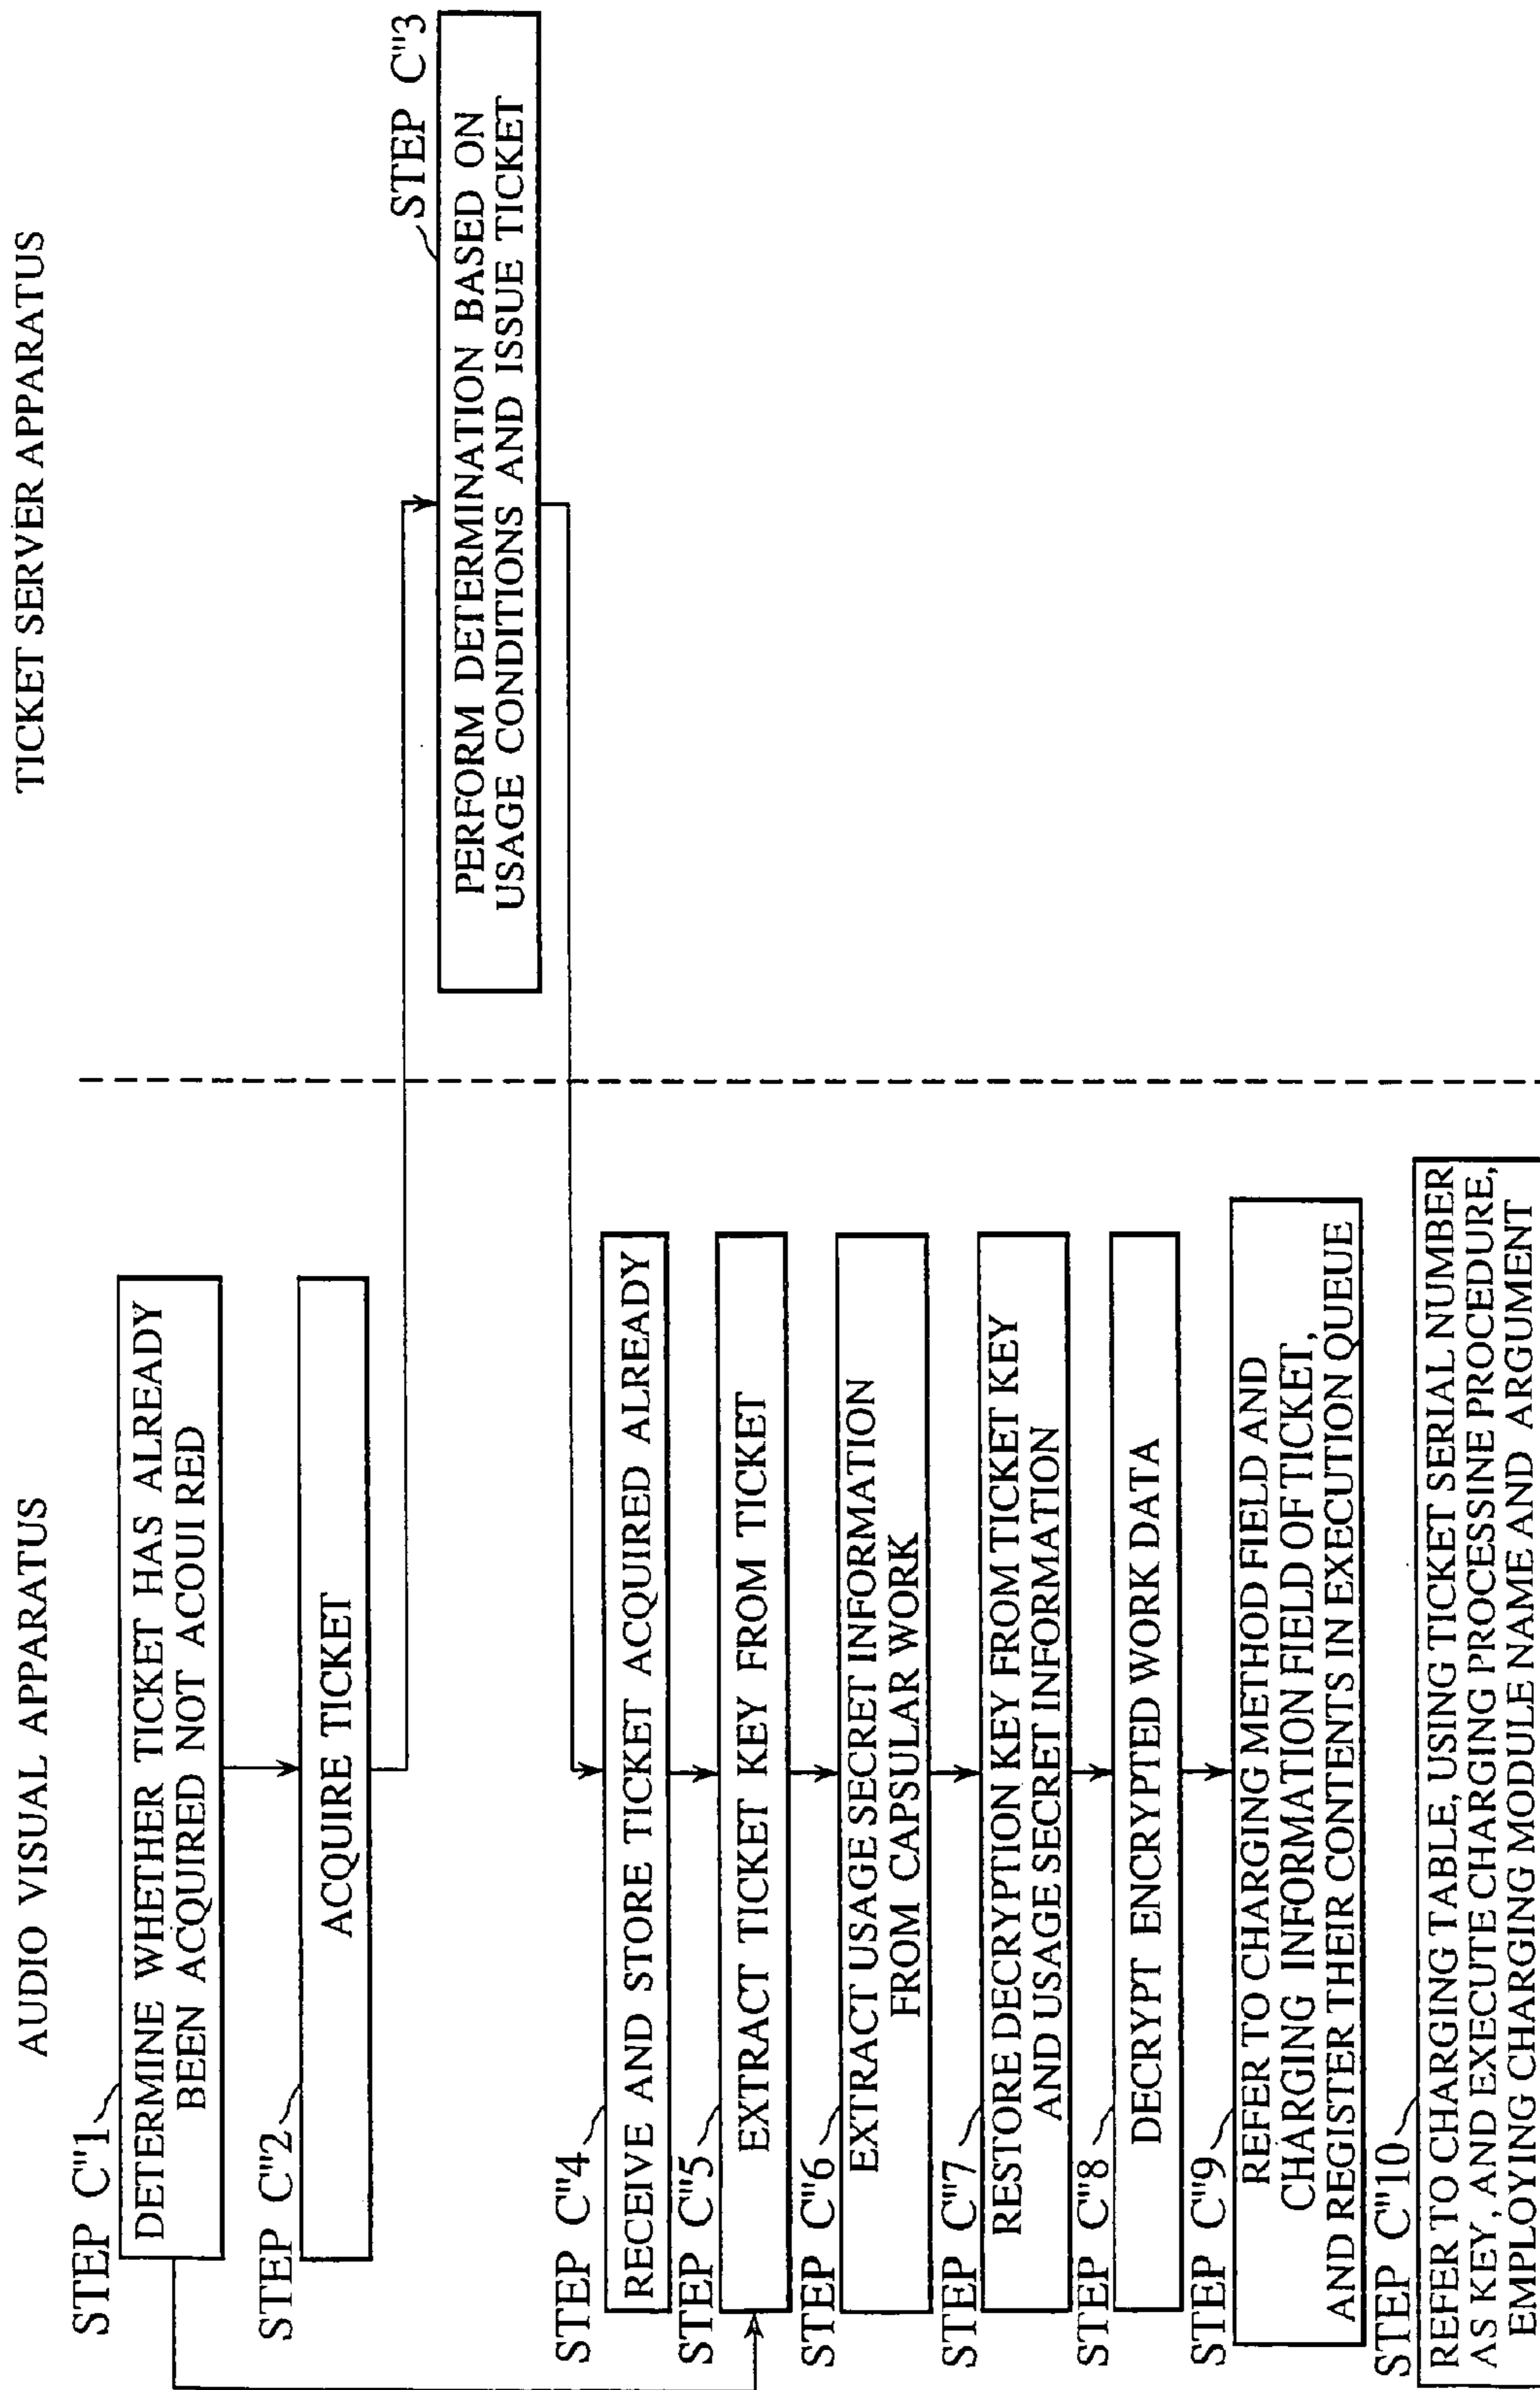 AUDIO VISUAL APPARATUS
TICKET SERVER APPARATUS
STEP C"1
DETERMINE WHETHER TICKET HAS ALREADY
BEEN ACQUIRED NOT ACQUI RED
STEP C"2
ACQUIRE TICKET
STEP C"3
PERFORM DETERMINATION BASED ON
USAGE CONDITIONS AND ISSUE TICKET
STEP C"4
RECEIVE AND STORE TICKET ACQUIRED ALREADY
STEP C"5
EXTRACT TICKET KEY FROM TICKET
STEP C"6
EXTRACT USAGE SECRET INFORMATION
FROM CAPSULAR WORK
STEP C"7
RESTORE DECRYPTION KEY FROM TICKET KEY
AND USAGE SECRET INFORMATION
STEP C"8
DECRYPT ENCRYPTED WORK DATA
STEP C"9
REFER TO CHARGING METHOD FIELD AND
CHARGING INFORMATION FIELD OF TICKET,
AND REGISTER THEIR CONTENTS IN EXECUTION QUEUE
STEP C"10
REFER TO CHARGING TABLE, USING TICKET SERIAL NUMBER
AS KEY, AND EXECUTE CHARGING PROCESSINE PROCEDURE,
EMPLOYING CHARGING MODULE NAME AND ARGUMENT